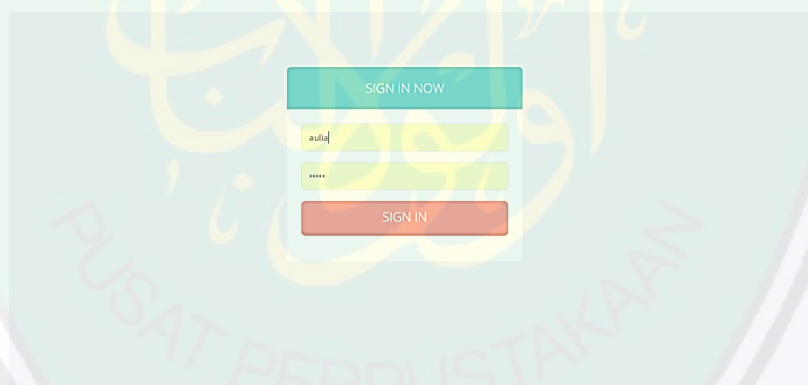 SIGN IN NOW
aulia
•••••
SIGN IN
PUSAT PERPUSTAKAAN